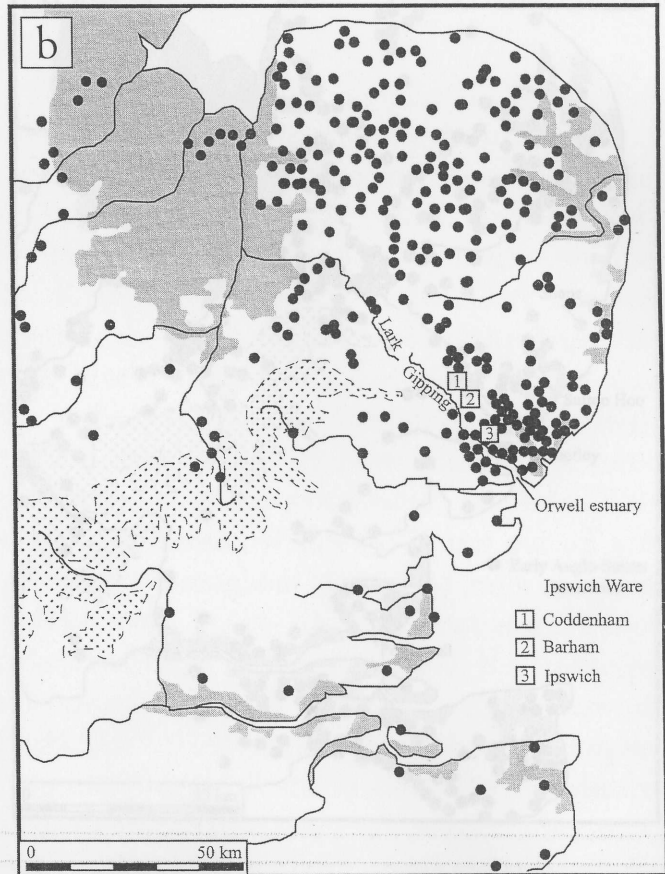 b
Lark
Gipping
1
2
3
Orwell estuary
Ipswich Ware
1 Coddenham
2 Barham
3 Ipswich
0 50 km